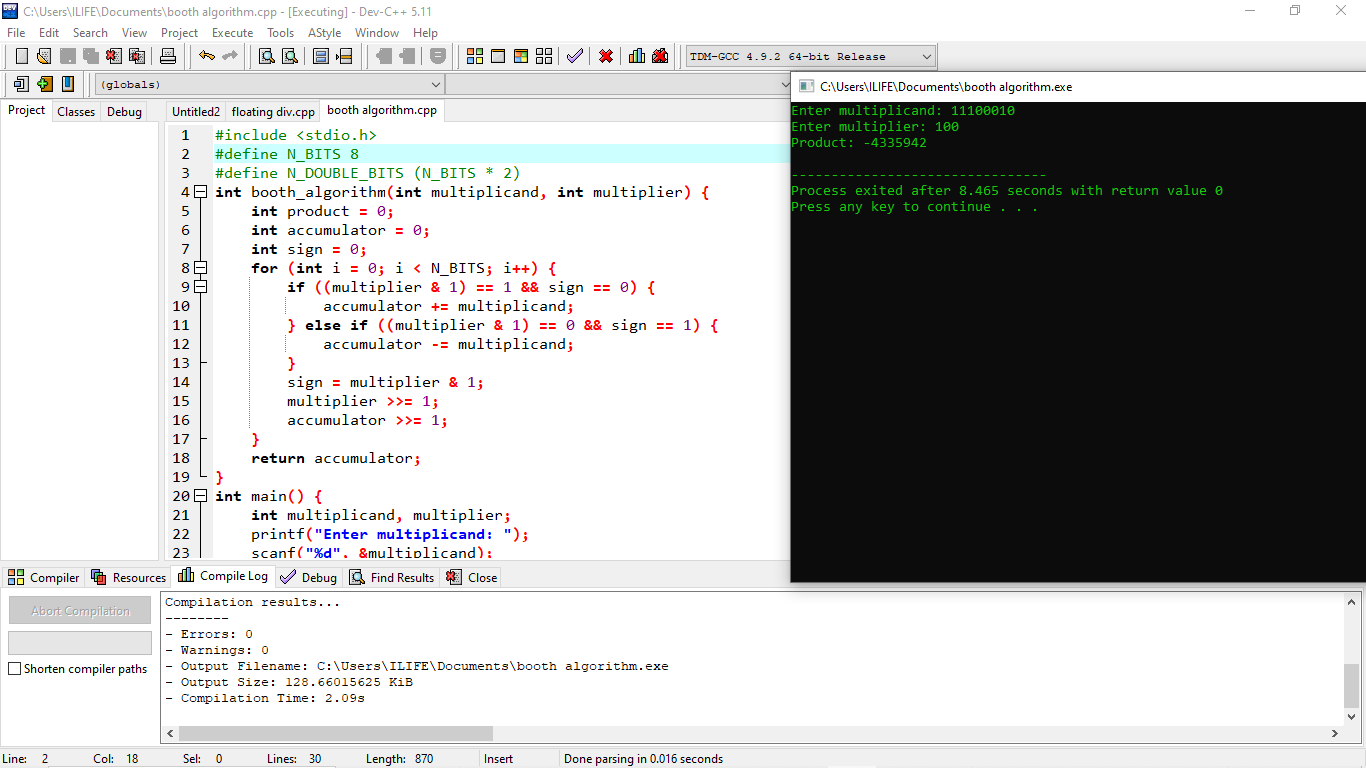 C:\Users\ILIFE\Documents\booth algorithm.cpp - [Executing] - Dev-C++ 5.11
File Edit Search View Project Execute Tools AStyle Window Help
TDM-GCC 4.9.2 64-bit Release
(globals)
Project Classes Debug
Untitled2 floating div.cpp booth algorithm.cpp
1 #include <stdio.h>
2 #define N_BITS 8
3 #define N_DOUBLE_BITS (N_BITS * 2)
4 int booth_algorithm(int multiplicand, int multiplier) {
5 int product = 0;
6 int accumulator = 0;
7 int sign = 0;
8 for (int i = 0; i < N_BITS; i++) {
9 if ((multiplier & 1) == 1 && sign == 0) {
10 accumulator += multiplicand;
11 } else if ((multiplier & 1) == 0 && sign == 1) {
12 accumulator -= multiplicand;
13 }
14 sign = multiplier & 1;
15 multiplier >>= 1;
16 accumulator >>= 1;
17 }
18 return accumulator;
19 }
20 int main() {
21 int multiplicand, multiplier;
22 printf("Enter multiplicand: ");
23 scanf("%d", &multiplicand);
C:\Users\ILIFE\Documents\booth algorithm.exe
Enter multiplicand: 11100010
Enter multiplier: 100
Product: -4335942
--------------------------------
Process exited after 8.465 seconds with return value 0
Press any key to continue . . .
Compiler Resources Compile Log Debug Find Results Close
Abort Compilation
Shorten compiler paths
Compilation results...
--------
- Errors: 0
- Warnings: 0
- Output Filename: C:\Users\ILIFE\Documents\booth algorithm.exe
- Output Size: 128.66015625 KiB
- Compilation Time: 2.09s
Line: 2 Col: 18 Sel: 0 Lines: 30 Length: 870 Insert Done parsing in 0.016 seconds